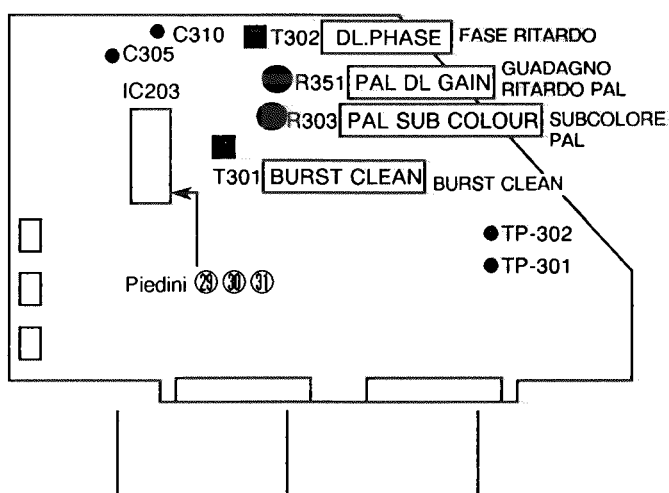 C310
T302 DL.PHASE FASE RITARDO
C305
IC203
R351 PAL DL GAIN GUADAGNO
RITARDO PAL
R303 PAL SUB COLOUR SUBCOLORE
PAL
T301 BURST CLEAN BURST CLEAN
TP-302
TP-301
Piedini ㉙ ㉚ ㉛